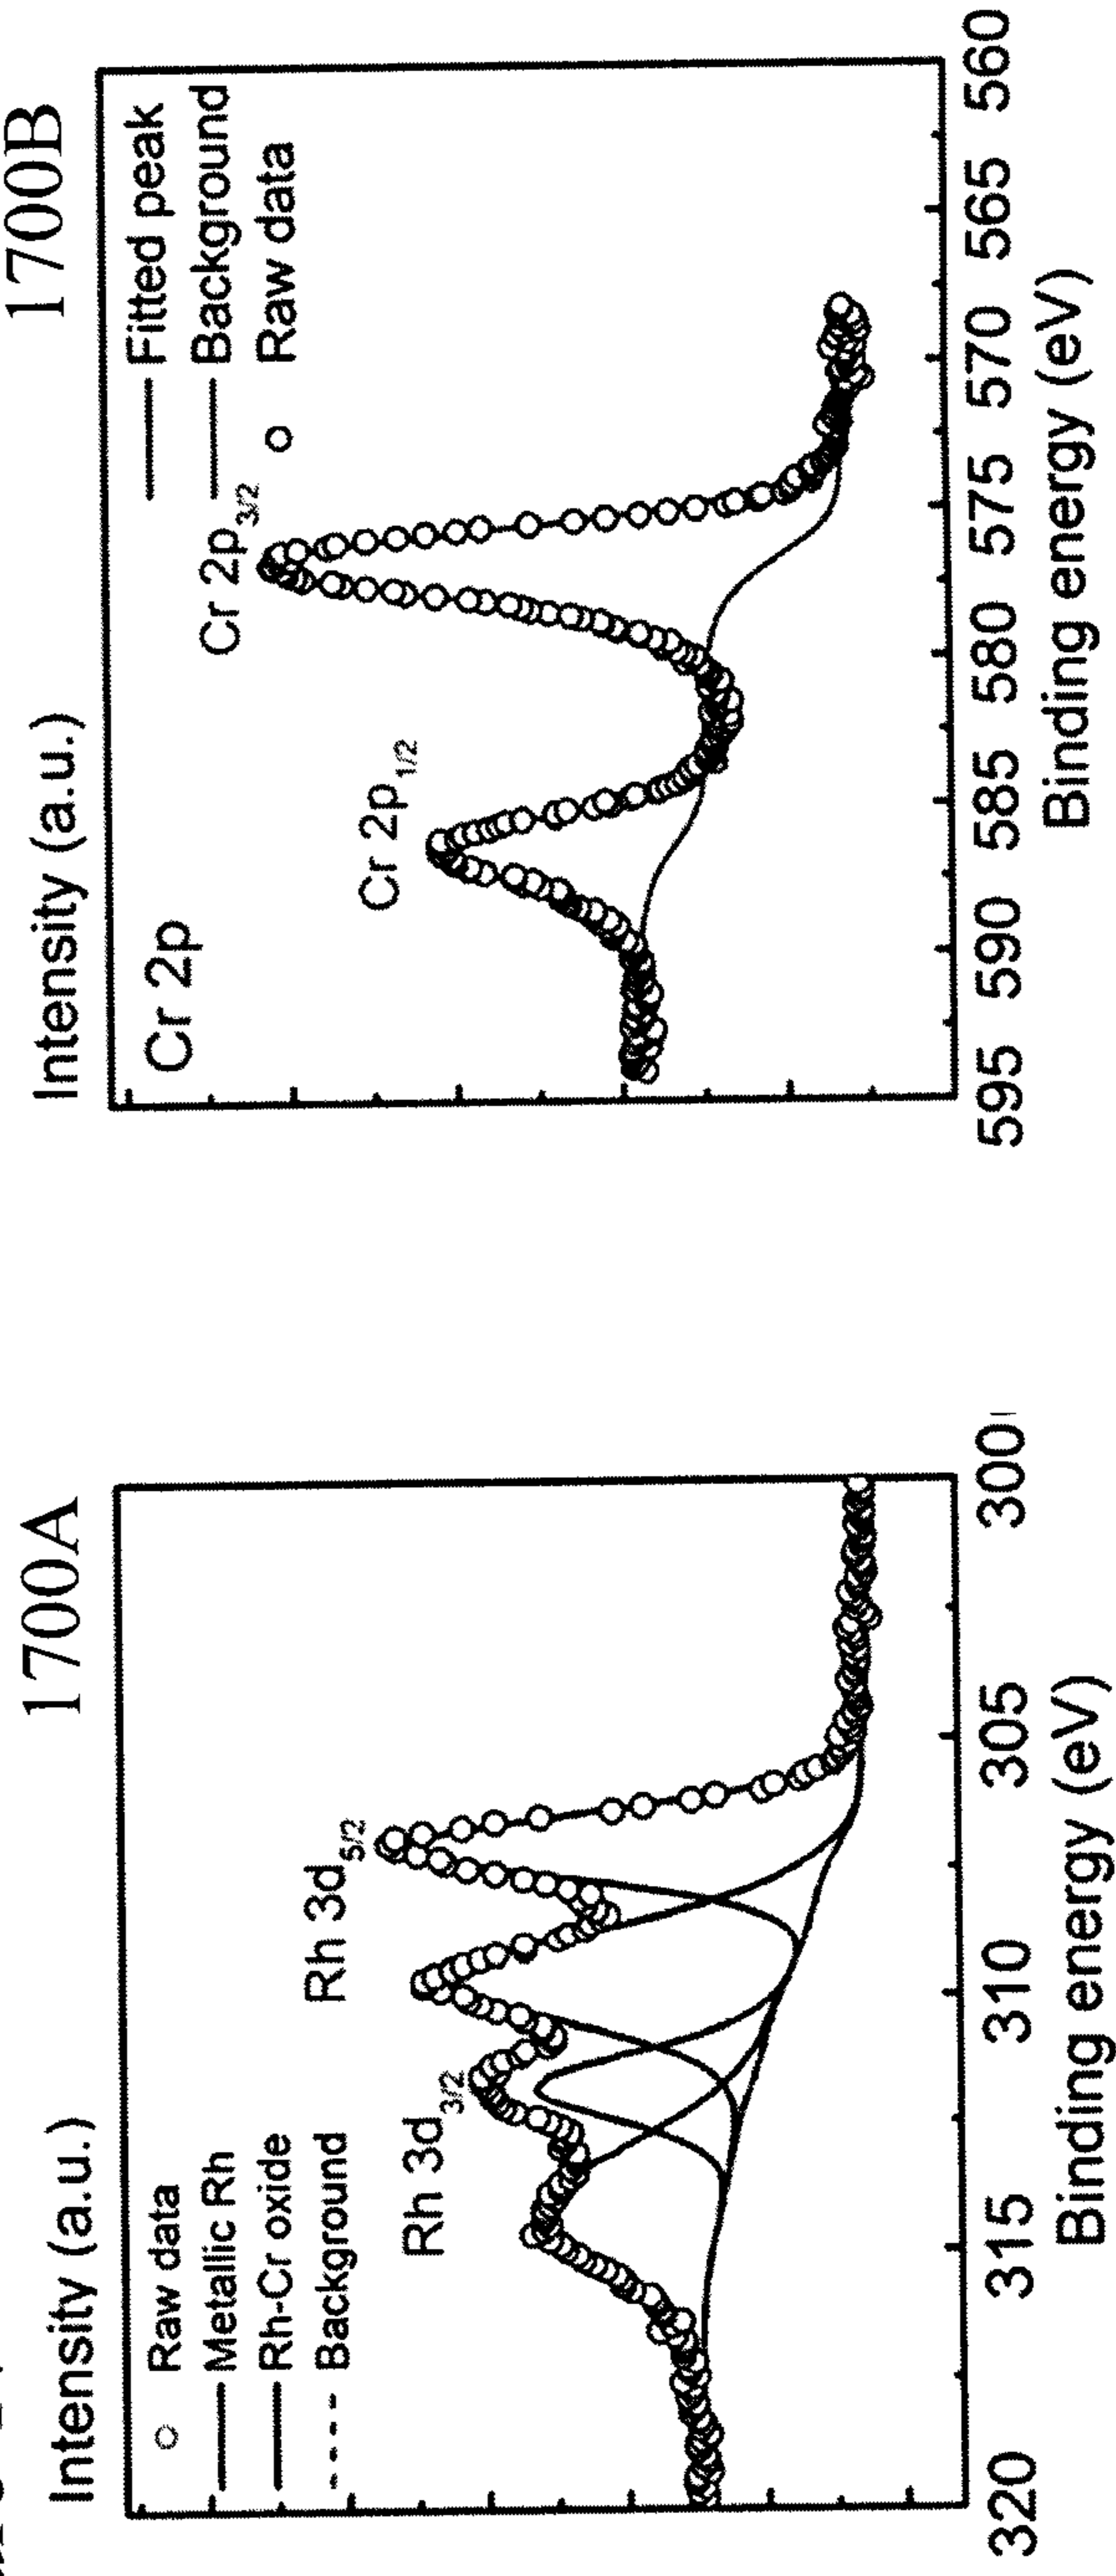 1700A
Intensity (a.u.)
Raw data
Metallic Rh
Rh-Cr oxide
Background
Rh 3d3/2
Rh 3d5/2
320 315 310 305 300
Binding energy (eV)
1700B
Intensity (a.u.)
Cr 2p
Fitted peak
Background
Raw data
Cr 2p1/2
Cr 2p3/2
595 590 585 580 575 570 565 560
Binding energy (eV)